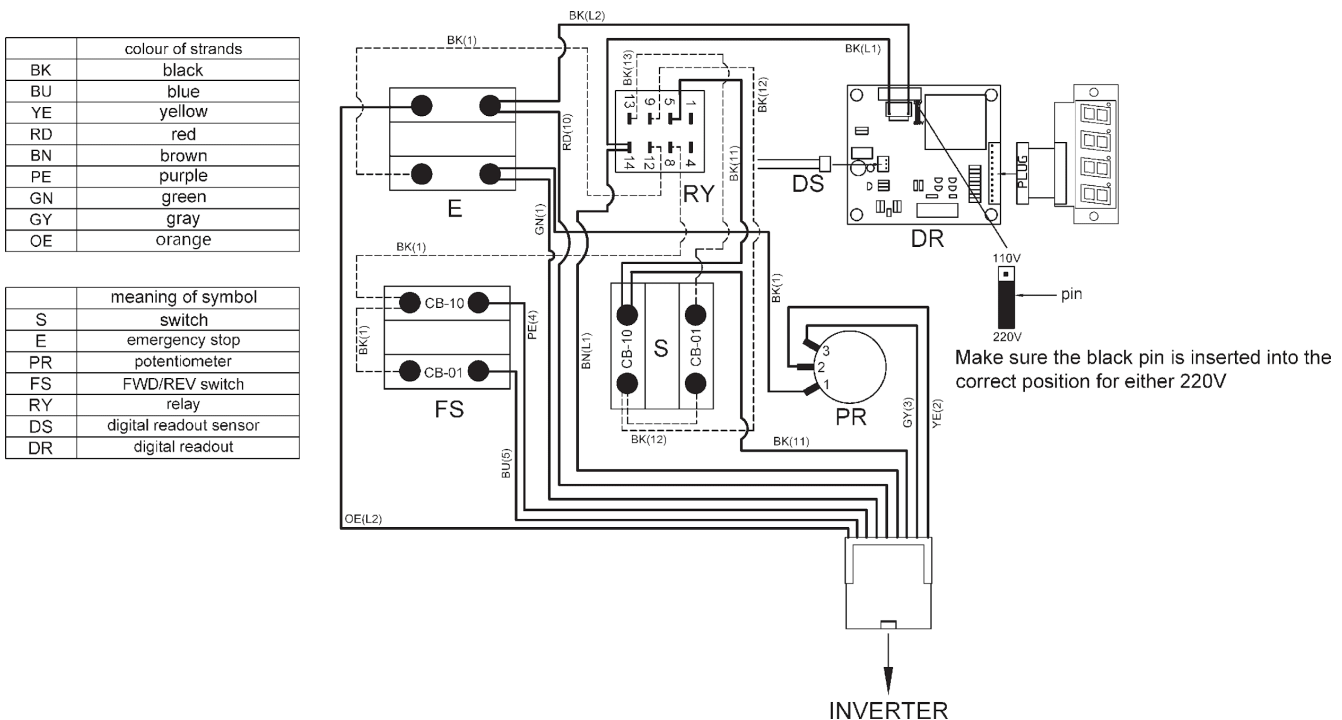 colour of strands
BK black
BU blue
YE yellow
RD red
BN brown
PE purple
GN green
GY gray
OE orange
meaning of symbol
S switch
E emergency stop
PR potentiometer
FS FWD/REV switch
RY relay
DS digital readout sensor
DR digital readout
BK(L2)
BK(1)
BK(L1)
BK(13)
BK(12)
13 9 5 1
14 12 8 4
RY
RD(10)
BK(11)
E
GN(1)
DS
DR
PLUG
110V
pin
220V
Make sure the black pin is inserted into the
correct position for either 220V
BK(1)
CB-10
CB-01
FS
BK(1)
PE(4)
BN(L1)
CB-10
S
CB-01
BK(12)
BK(1)
3
2
1
PR
GY(3)
YE(2)
BK(11)
BU(5)
OE(L2)
INVERTER